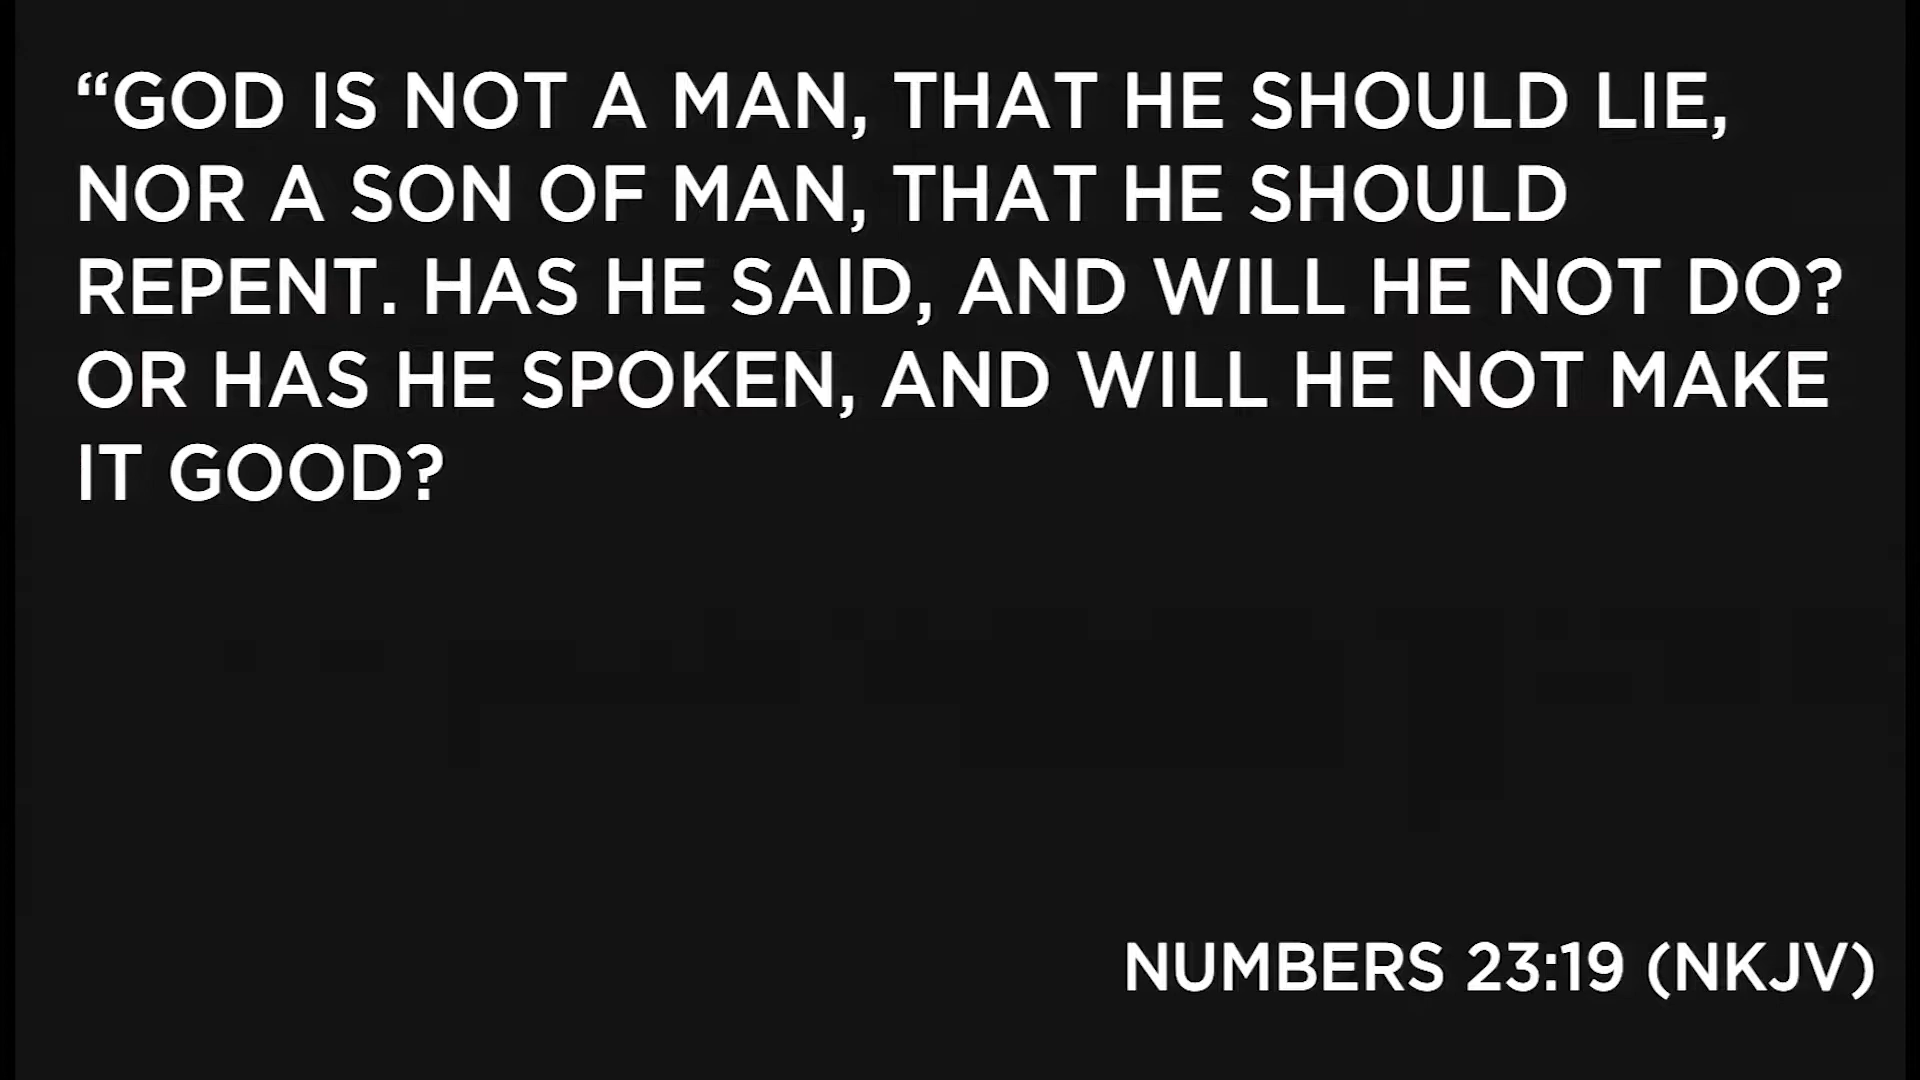 “GOD IS NOT A MAN, THAT HE SHOULD LIE,
NOR A SON OF MAN, THAT HE SHOULD
REPENT. HAS HE SAID, AND WILL HE NOT DO?
OR HAS HE SPOKEN, AND WILL HE NOT MAKE
IT GOOD?
NUMBERS 23:19 (NKJV)